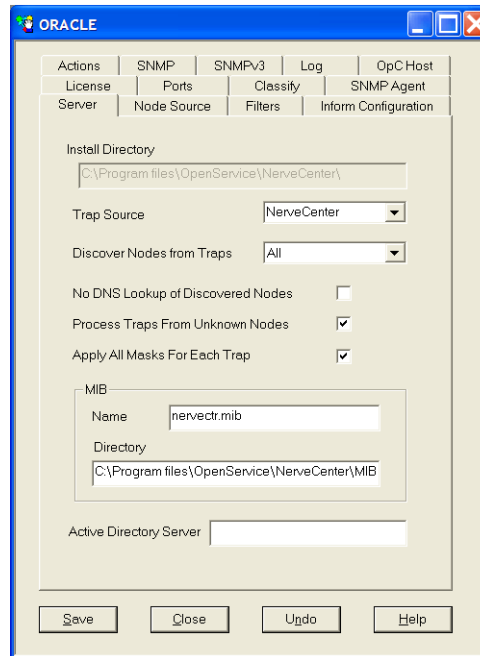 ORACLE
Actions SNMP SNMPv3 Log OpC Host
License Ports Classify SNMP Agent
Server Node Source Filters Inform Configuration
Install Directory
C:\Program files\OpenService\NerveCenter\
Trap Source NerveCenter
Discover Nodes from Traps All
No DNS Lookup of Discovered Nodes
Process Traps From Unknown Nodes
Apply All Masks For Each Trap
MIB
Name nervectr.mib
Directory
C:\Program files\OpenService\NerveCenter\MIB
Active Directory Server
Save Close Undo Help